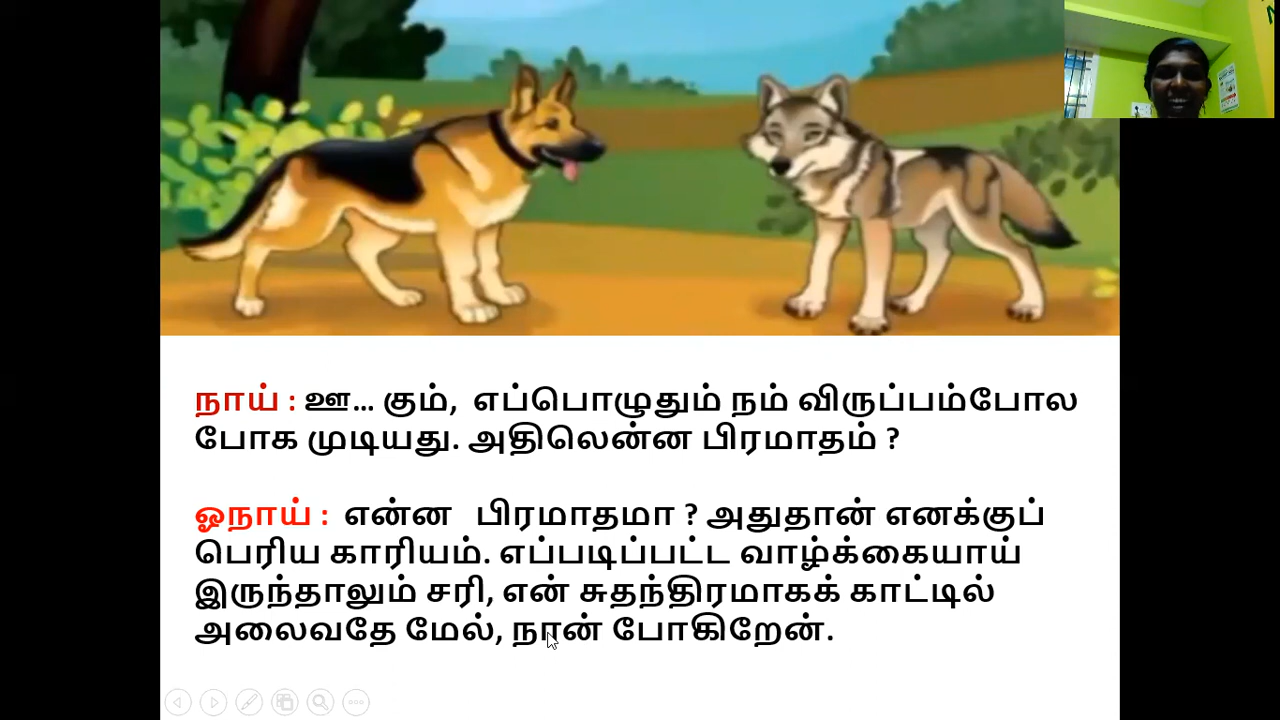 நாய் : ஊ... கும், எப்பொழுதும் நம் விருப்பம்போல
போக முடியது. அதிலென்ன பிரமாதம் ?
ஓநாய் : என்ன பிரமாதமா ? அதுதான் எனக்குப்
பெரிய காரியம். எப்படிப்பட்ட வாழ்க்கையாய்
இருந்தாலும் சரி, என் சுதந்திரமாகக் காட்டில்
அலைவதே மேல், நான் போகிறேன்.